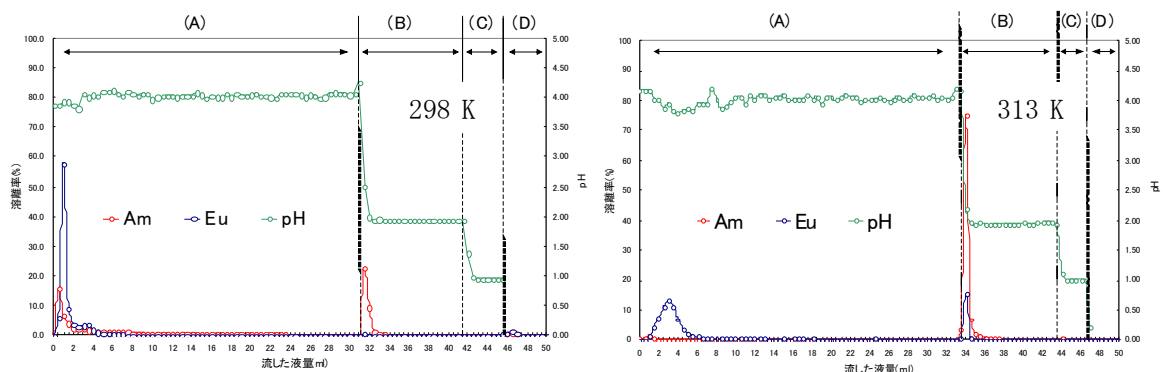 (A) (B) (C) (D)
100.0 90.0 80.0 70.0 60.0 50.0 40.0 30.0 20.0 10.0 0.0
溶離率(%)
5.00 4.50 4.00 3.50 3.00 2.50 2.00 1.50 1.00 0.50 0.00
pH
298 K
Am Eu pH
0 2 4 6 8 10 12 14 16 18 20 22 24 26 28 30 32 34 36 38 40 42 44 46 48 50
流した液量ml)
(A) (B) (C) (D)
100 90 80 70 60 50 40 30 20 10 0
溶離率(%)
5.00 4.50 4.00 3.50 3.00 2.50 2.00 1.50 1.00 0.50 0.00
pH
313 K
Am Eu pH
0 2 4 6 8 10 12 14 16 18 20 22 24 26 28 30 32 34 36 38 40 42 44 46 48 50
流した液量(ml)